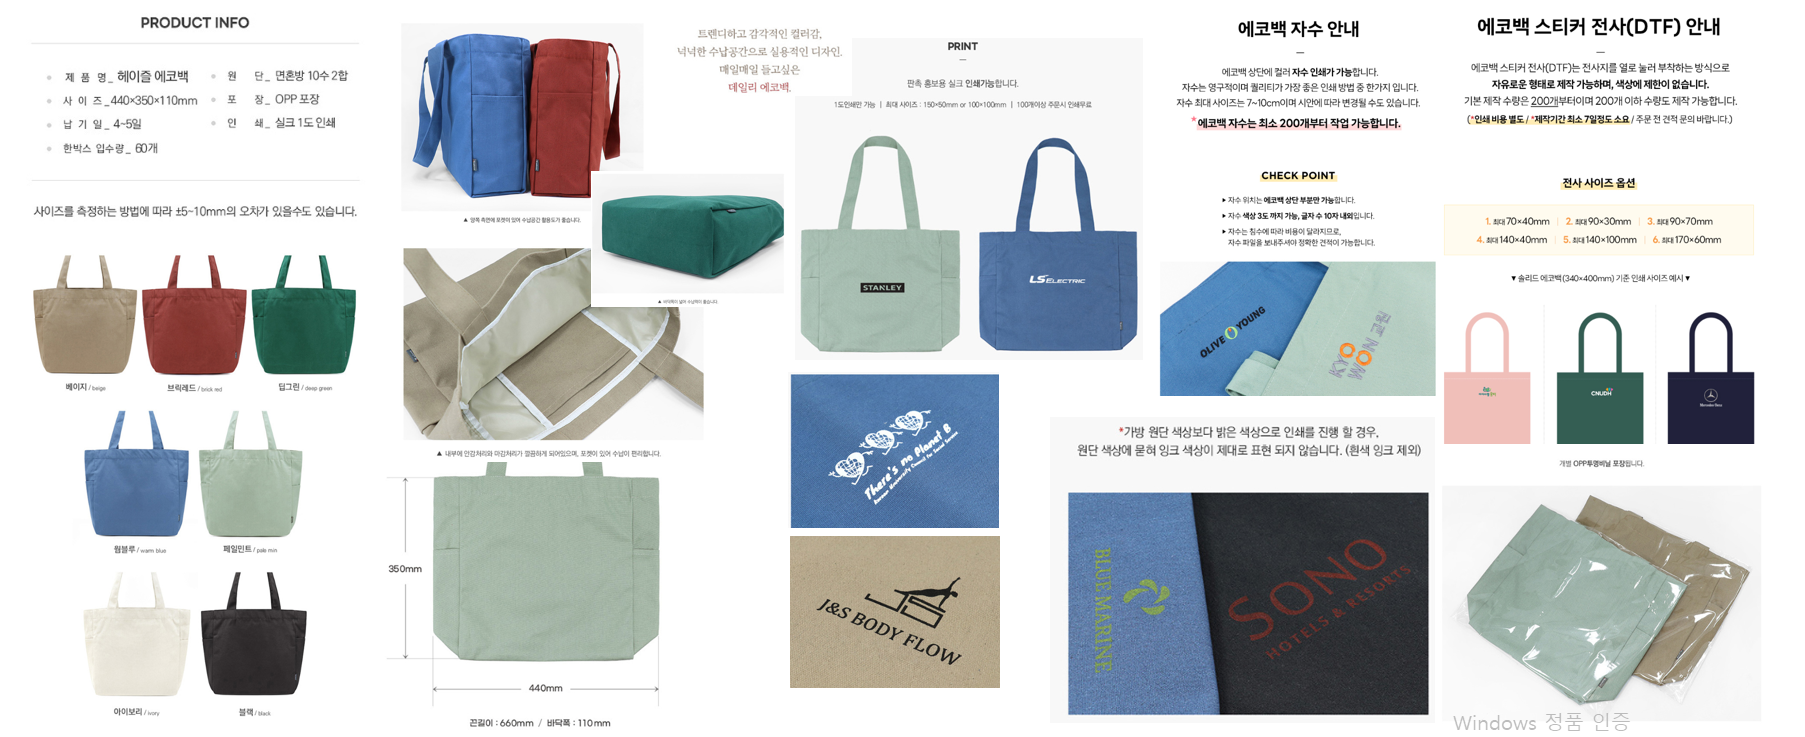 PRODUCT INFO
제 품 명_ 헤이즐 에코백
사 이 즈_440×350×110mm
납 기 일_ 4~5일
한박스 입수량_ 60개
원 단_ 면혼방 10수 2합
포 장_ OPP 포장
인 쇄_ 실크 1도 인쇄
사이즈를 측정하는 방법에 따라 ±5~10mm의 오차가 있을수도 있습니다.
베이지 / beige
브릭레드 / brick red
딥그린 / deep green
웜블루 / warm blue
페일민트 / pale min
아이보리 / ivory
블랙 / black
▲ 양쪽 측면에 포켓이 있어 수납공간 활용도가 좋습니다.
트렌디하고 감각적인 컬러감,
넉넉한 수납공간으로 실용적인 디자인.
매일매일 들고싶은
데일리 에코백.
▲ 바닥폭이 넓어 수납력이 좋습니다.
▲ 내부에 안감처리와 마감처리가 깔끔하게 되어있으며, 포켓이 있어 수납이 편리합니다.
350mm
440mm
끈길이 : 660mm / 바닥폭 : 110mm
PRINT
판촉 홍보용 실크 인쇄가능합니다.
1도인쇄만 가능 | 최대 사이즈 : 150×50mm or 100×100mm | 100개이상 주문시 인쇄무료
STANLEY
LS ELECTRIC
There's no Planet B
J&S BODY FLOW
에코백 자수 안내
에코백 상단에 컬러 자수 인쇄가 가능합니다.
자수는 영구적이며 퀄리티가 가장 좋은 인쇄 방법 중 한가지 입니다.
자수 최대 사이즈는 7~10cm이며 시안에 따라 변경될 수도 있습니다.
*에코백 자수는 최소 200개부터 작업 가능합니다.
CHECK POINT
▶ 자수 위치는 에코백 상단 부분만 가능합니다.
▶ 자수 색상 3도 까지 가능, 글자 수 10자 내외입니다.
▶ 자수는 침수에 따라 비용이 달라지므로,
자수 파일을 보내주셔야 정확한 견적이 가능합니다.
OLIVE YOUNG
KYOWON 교원
*가방 원단 색상보다 밝은 색상으로 인쇄를 진행 할 경우,
원단 색상에 묻혀 잉크 색상이 제대로 표현 되지 않습니다. (흰색 잉크 제외)
BLUE MARINE
SONO
HOTELS & RESORTS
에코백 스티커 전사(DTF) 안내
에코백 스티커 전사(DTF)는 전사지를 열로 눌러 부착하는 방식으로
자유로운 형태로 제작 가능하며, 색상에 제한이 없습니다.
기본 제작 수량은 200개부터이며 200개 이하 수량도 제작 가능합니다.
(*인쇄 비용 별도 / *제작기간 최소 7일정도 소요 / 주문 전 견적 문의 바랍니다.)
전사 사이즈 옵션
1. 최대 70×40mm | 2. 최대 90×30mm | 3. 최대 90×70mm
4. 최대 140×40mm | 5. 최대 140×100mm | 6. 최대 170×60mm
▼ 솔리드 에코백(340×400mm) 기준 인쇄 사이즈 예시 ▼
CNUDH
Mercedes-Benz
개별 OPP투명비닐 포장됩니다.
Windows 정품 인증